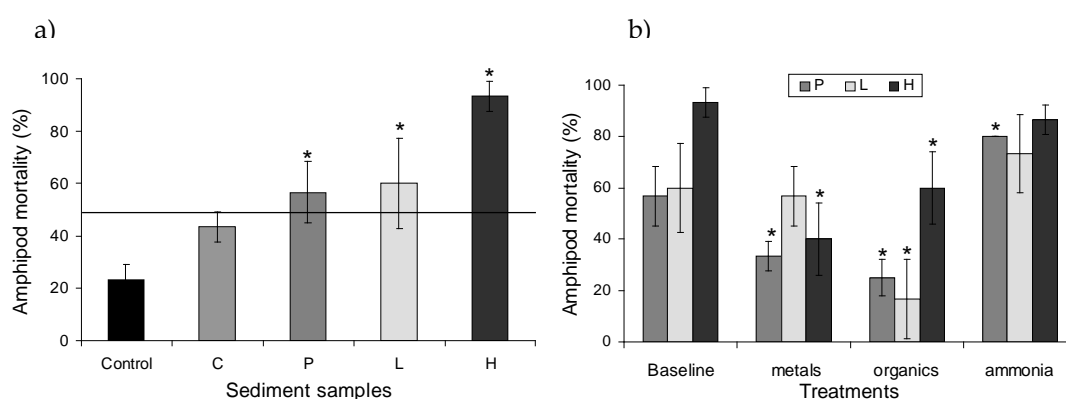 a)
100
*
80
*
*
60
40
20
0
Amphipod mortality (%)
Control C P L H
Sediment samples
b)
100
P L H
80
*
*
60
*
*
40
*
*
20
0
Amphipod mortality (%)
Baseline metals organics ammonia
Treatments